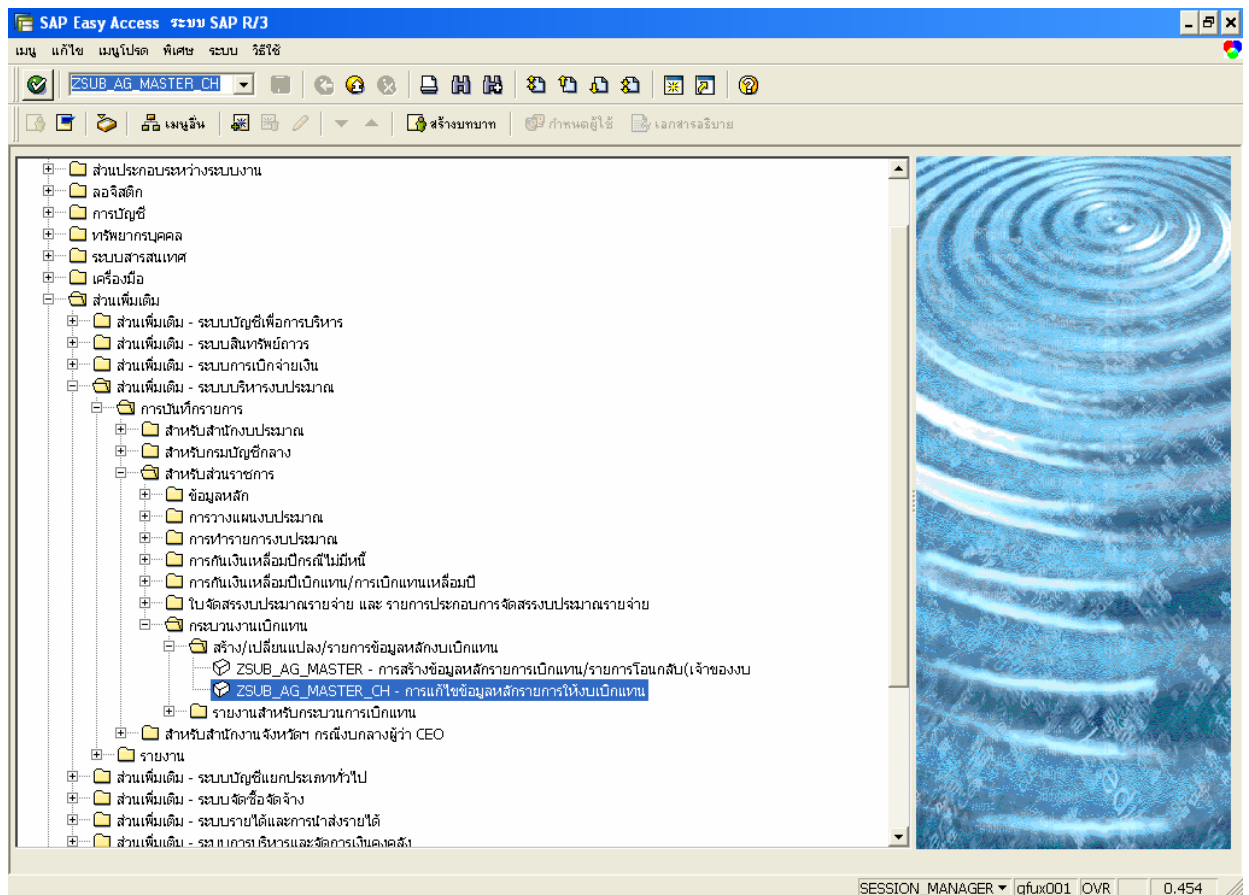 SAP Easy Access ระบบ SAP R/3
เมนู แก้ไข เมนูโปรด พิเศษ ระบบ วิธีใช้
ZSUB_AG_MASTER_CH
เมนูอื่น สร้างบทบาท กำหนดผู้ใช้ เอกสารอธิบาย
ส่วนประกอบระหว่างระบบงาน
ลอจิสติก
การบัญชี
ทรัพยากรบุคคล
ระบบสารสนเทศ
เครื่องมือ
ส่วนเพิ่มเติม
ส่วนเพิ่มเติม - ระบบบัญชีเพื่อการบริหาร
ส่วนเพิ่มเติม - ระบบสินทรัพย์ถาวร
ส่วนเพิ่มเติม - ระบบการเบิกจ่ายเงิน
ส่วนเพิ่มเติม - ระบบบริหารงบประมาณ
การบันทึกรายการ
สำหรับสำนักงบประมาณ
สำหรับกรมบัญชีกลาง
สำหรับส่วนราชการ
ข้อมูลหลัก
การวางแผนงบประมาณ
การทำรายการงบประมาณ
การกันเงินเหลื่อมปีกรณีไม่มีหนี้
การกันเงินเหลื่อมปีเบิกแทน/การเบิกแทนเหลื่อมปี
ใบจัดสรรงบประมาณรายจ่าย และ รายการประกอบการจัดสรรงบประมาณรายจ่าย
กระบวนงานเบิกแทน
สร้าง/เปลี่ยนแปลง/รายการข้อมูลหลักงบเบิกแทน
ZSUB_AG_MASTER - การสร้างข้อมูลหลักรายการเบิกแทน/รายการโอนกลับ(เจ้าของงบ
ZSUB_AG_MASTER_CH - การแก้ไขข้อมูลหลักรายการให้งบเบิกแทน
รายงานสำหรับกระบวนการเบิกแทน
สำหรับสำนักงานจังหวัดฯ กรณีงบกลางผู้ว่า CEO
รายงาน
ส่วนเพิ่มเติม - ระบบบัญชีแยกประเภททั่วไป
ส่วนเพิ่มเติม - ระบบจัดซื้อจัดจ้าง
ส่วนเพิ่มเติม - ระบบรายได้และการนำส่งรายได้
ส่วนเพิ่มเติม - ระบบการบริหารและจัดการเงินคงคลัง
SESSION_MANAGER qfux001 OVR 0.454